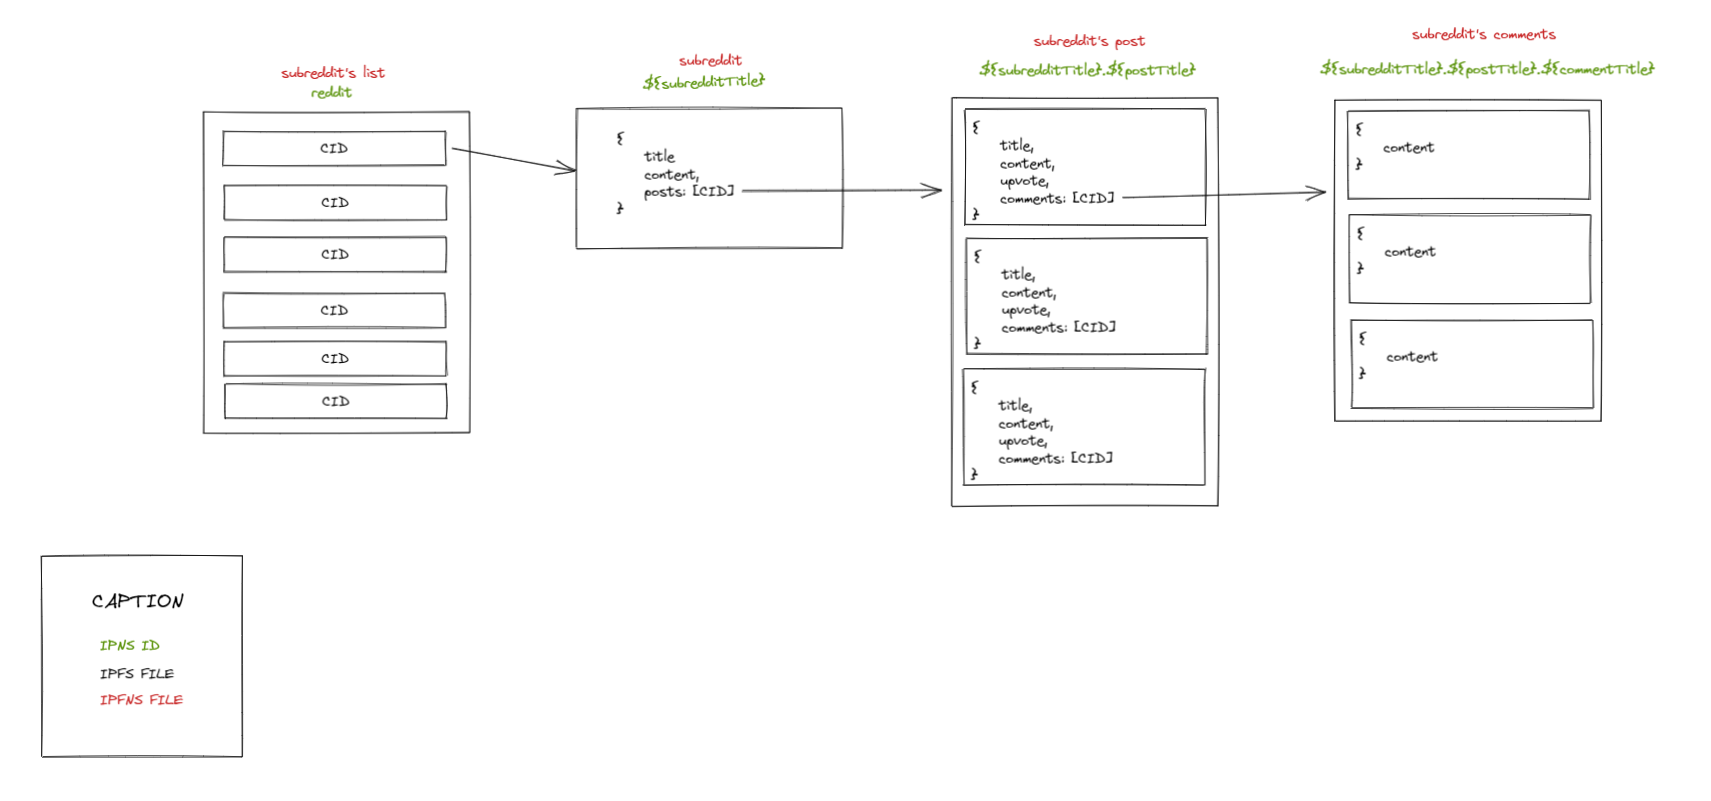 subreddit's list
reddit
CID
CID
CID
CID
CID
CID
subreddit
${subredditTitle}
{
title
content,
posts: [CID]
}
subreddit's post
${subredditTitle}.${postTitle}
{
title,
content,
upvote,
comments: [CID]
}
{
title,
content,
upvote,
comments: [CID]
}
{
title,
content,
upvote,
comments: [CID]
}
subreddit's comments
${subredditTitle}.${postTitle}.${commentTitle}
{
content
}
{
content
}
{
content
}
CAPTION
IPNS ID
IPFS FILE
IPFNS FILE